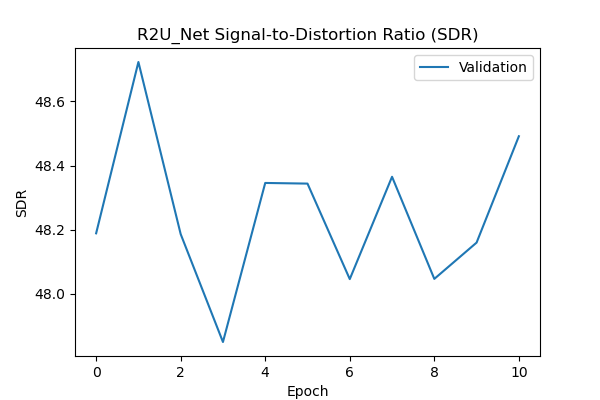 R2U_Net Signal-to-Distortion Ratio (SDR)
Validation
48.6
48.4
48.2
48.0
SDR
0 2 4 6 8 10
Epoch